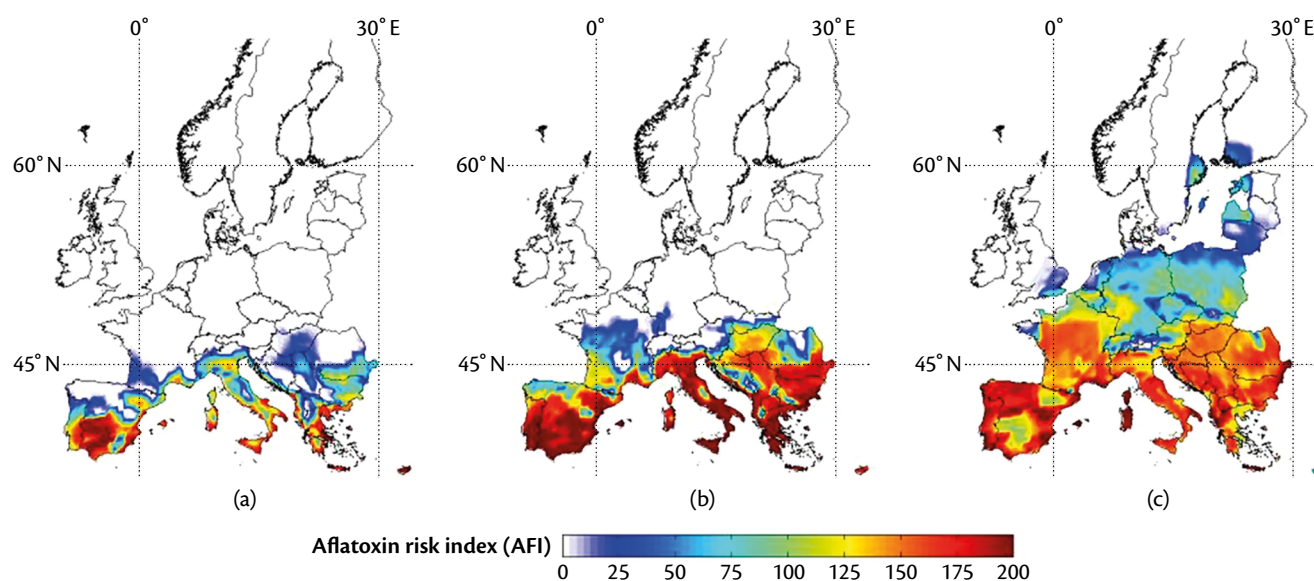 0° 30° E 0° 30° E 0° 30° E
60° N 60° N 60° N
45° N 45° N 45° N
(a) (b) (c)
Aflatoxin risk index (AFI)
0 25 50 75 100 125 150 175 200